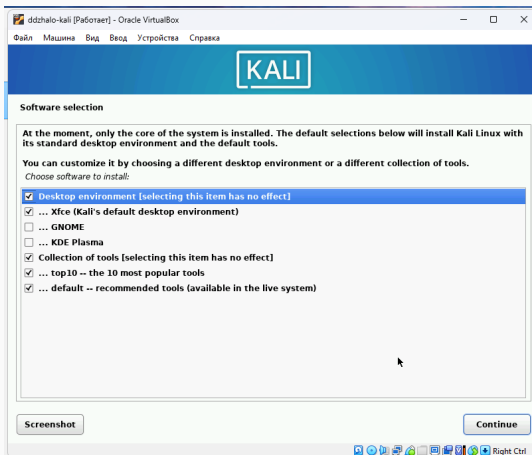 ddzhalo-kali [Работает] - Oracle VirtualBox
Файл Машина Вид Ввод Устройства Справка
KALI
Software selection
At the moment, only the core of the system is installed. The default selections below will install Kali Linux with
its standard desktop environment and the default tools.
You can customize it by choosing a different desktop environment or a different collection of tools.
Choose software to install:
Desktop environment [selecting this item has no effect]
... Xfce (Kali's default desktop environment)
... GNOME
... KDE Plasma
Collection of tools [selecting this item has no effect]
... top10 -- the 10 most popular tools
... default -- recommended tools (available in the live system)
Screenshot
Continue
Right Ctrl